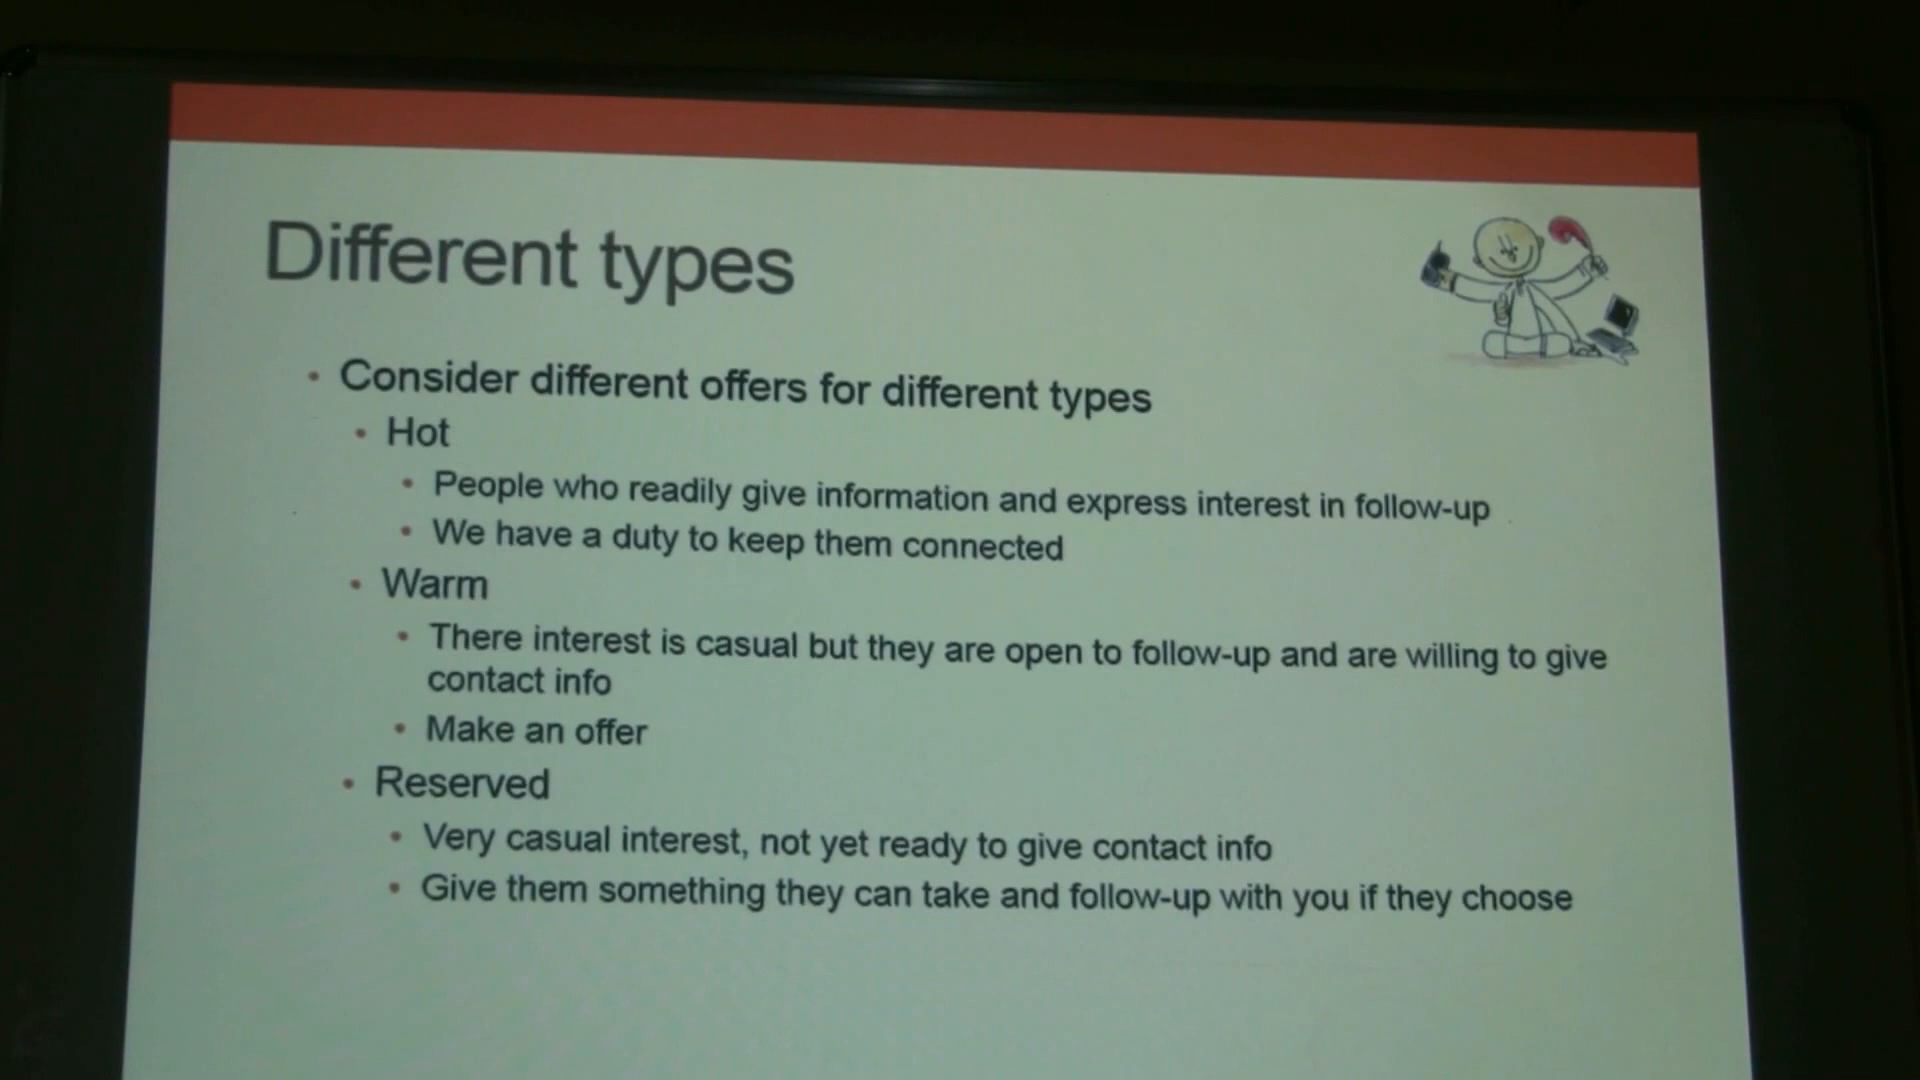 Different types
• Consider different offers for different types
• Hot
• People who readily give information and express interest in follow-up
• We have a duty to keep them connected
• Warm
• There interest is casual but they are open to follow-up and are willing to give
contact info
• Make an offer
• Reserved
• Very casual interest, not yet ready to give contact info
• Give them something they can take and follow-up with you if they choose